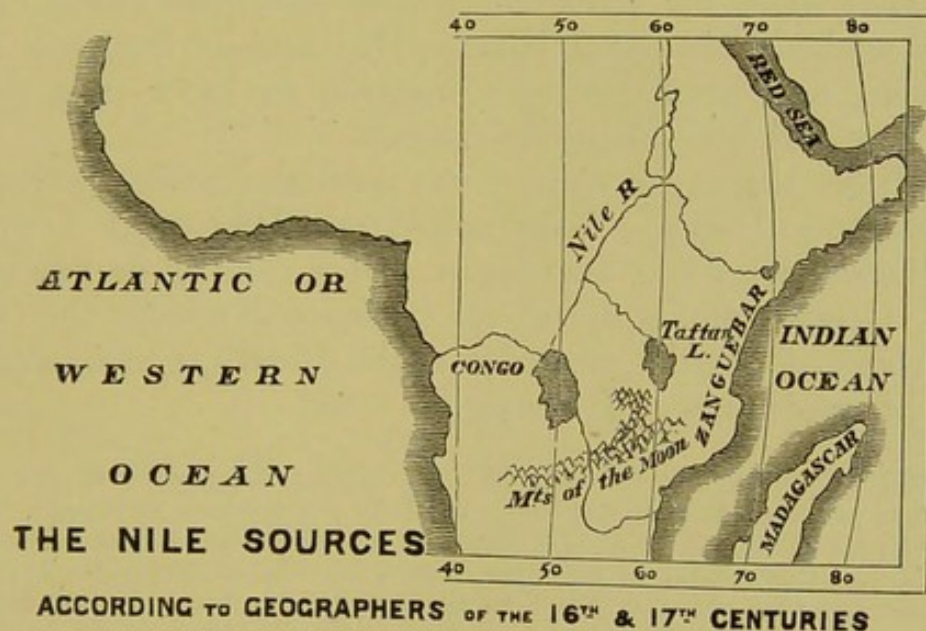 40 50 60 70 80
RED SEA
Nile R
ATLANTIC OR
WESTERN
OCEAN
CONGO
Taftan
L.
ZANGUEBAR
INDIAN
OCEAN
Mts of the Moon
MADAGASCAR
THE NILE SOURCES
40 50 60 70 80
ACCORDING TO GEOGRAPHERS OF THE 16TH & 17TH CENTURIES